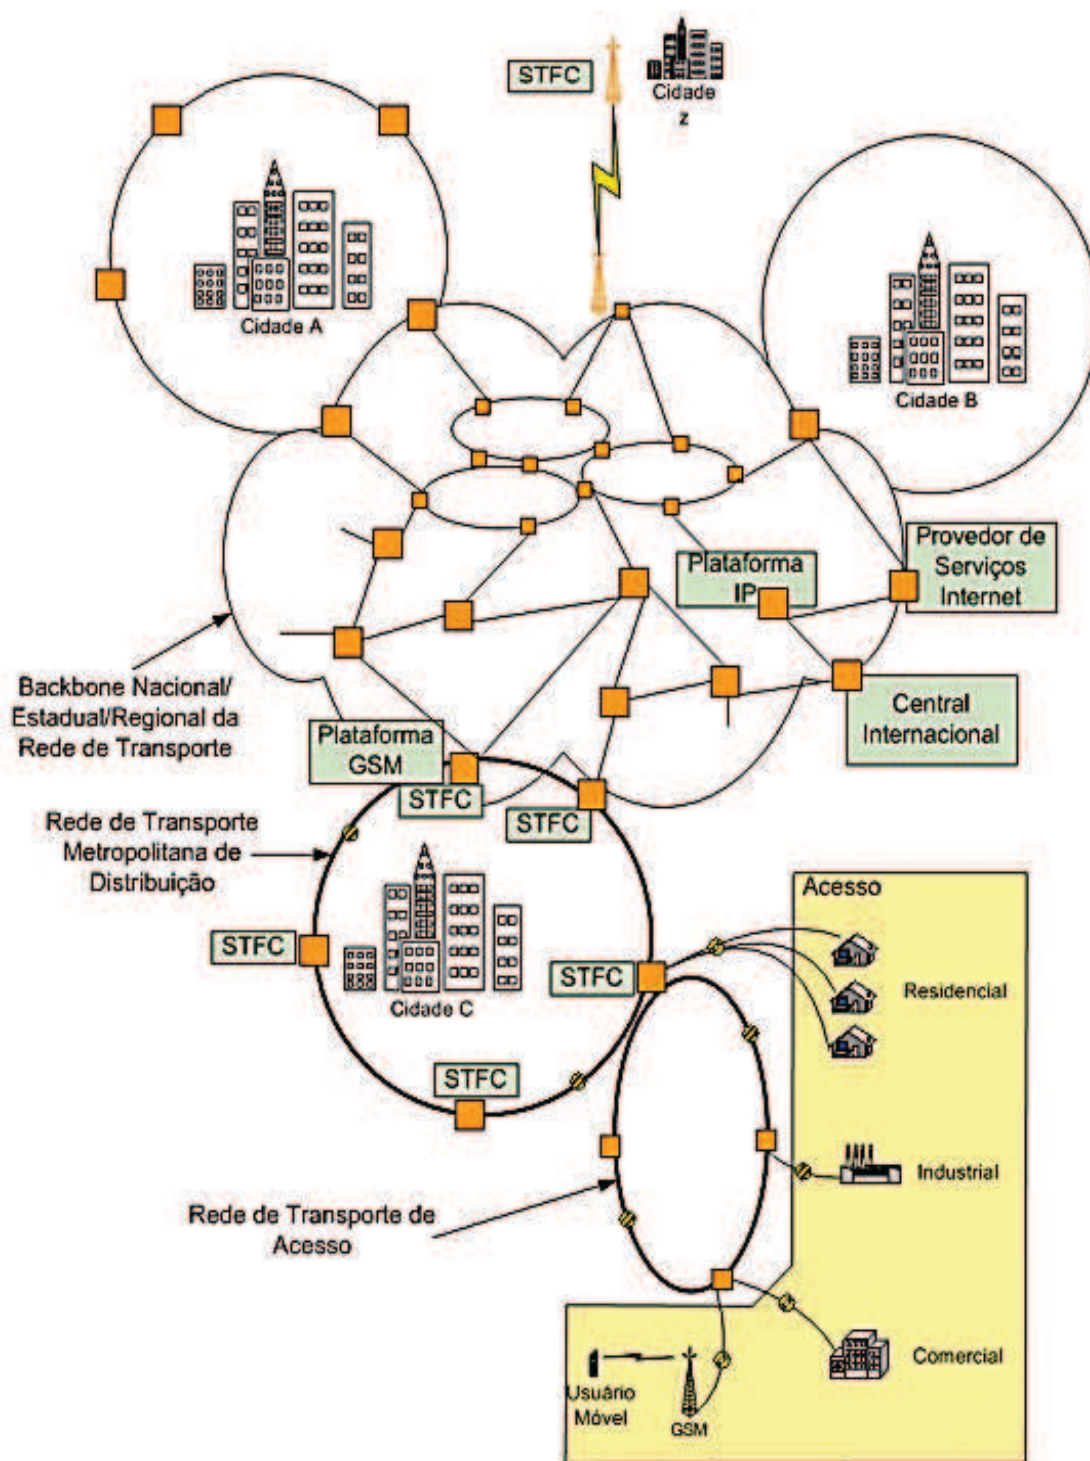 STFC
Cidade
z
Cidade A
Cidade B
Provedor de
Serviços
Internet
Plataforma
IP
Backbone Nacional/
Estadual/Regional da
Rede de Transporte
Central
Internacional
Plataforma
GSM
STFC
STFC
Rede de Transporte
Metropolitana de
Distribuição
Acesso
STFC
STFC
Residencial
Cidade C
STFC
Industrial
Rede de Transporte de
Acesso
Comercial
Usuário
Móvel
GSM